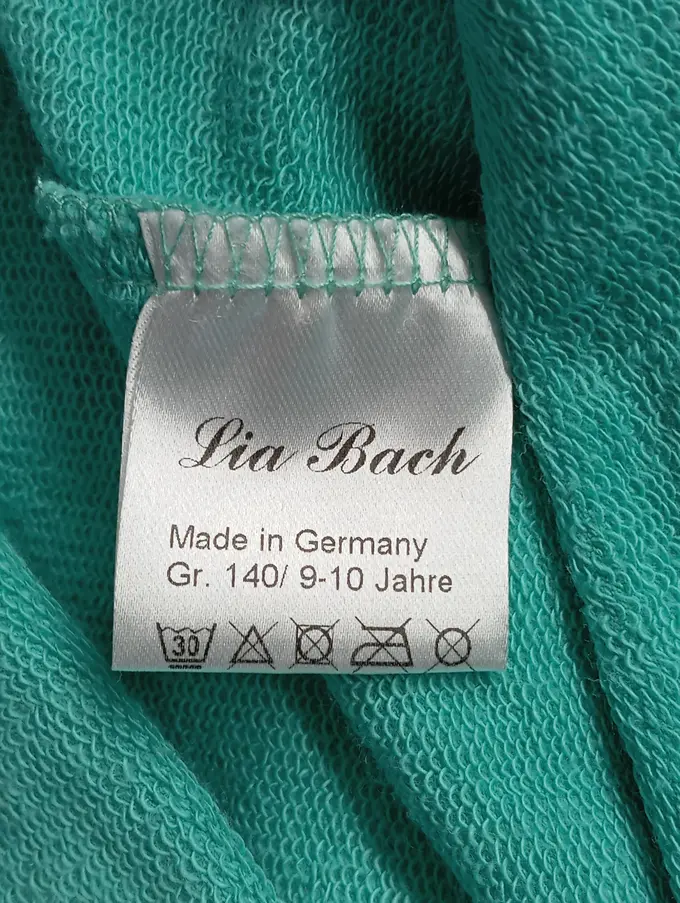 Lia Bach
Made in Germany
Gr. 140/ 9-10 Jahre
30